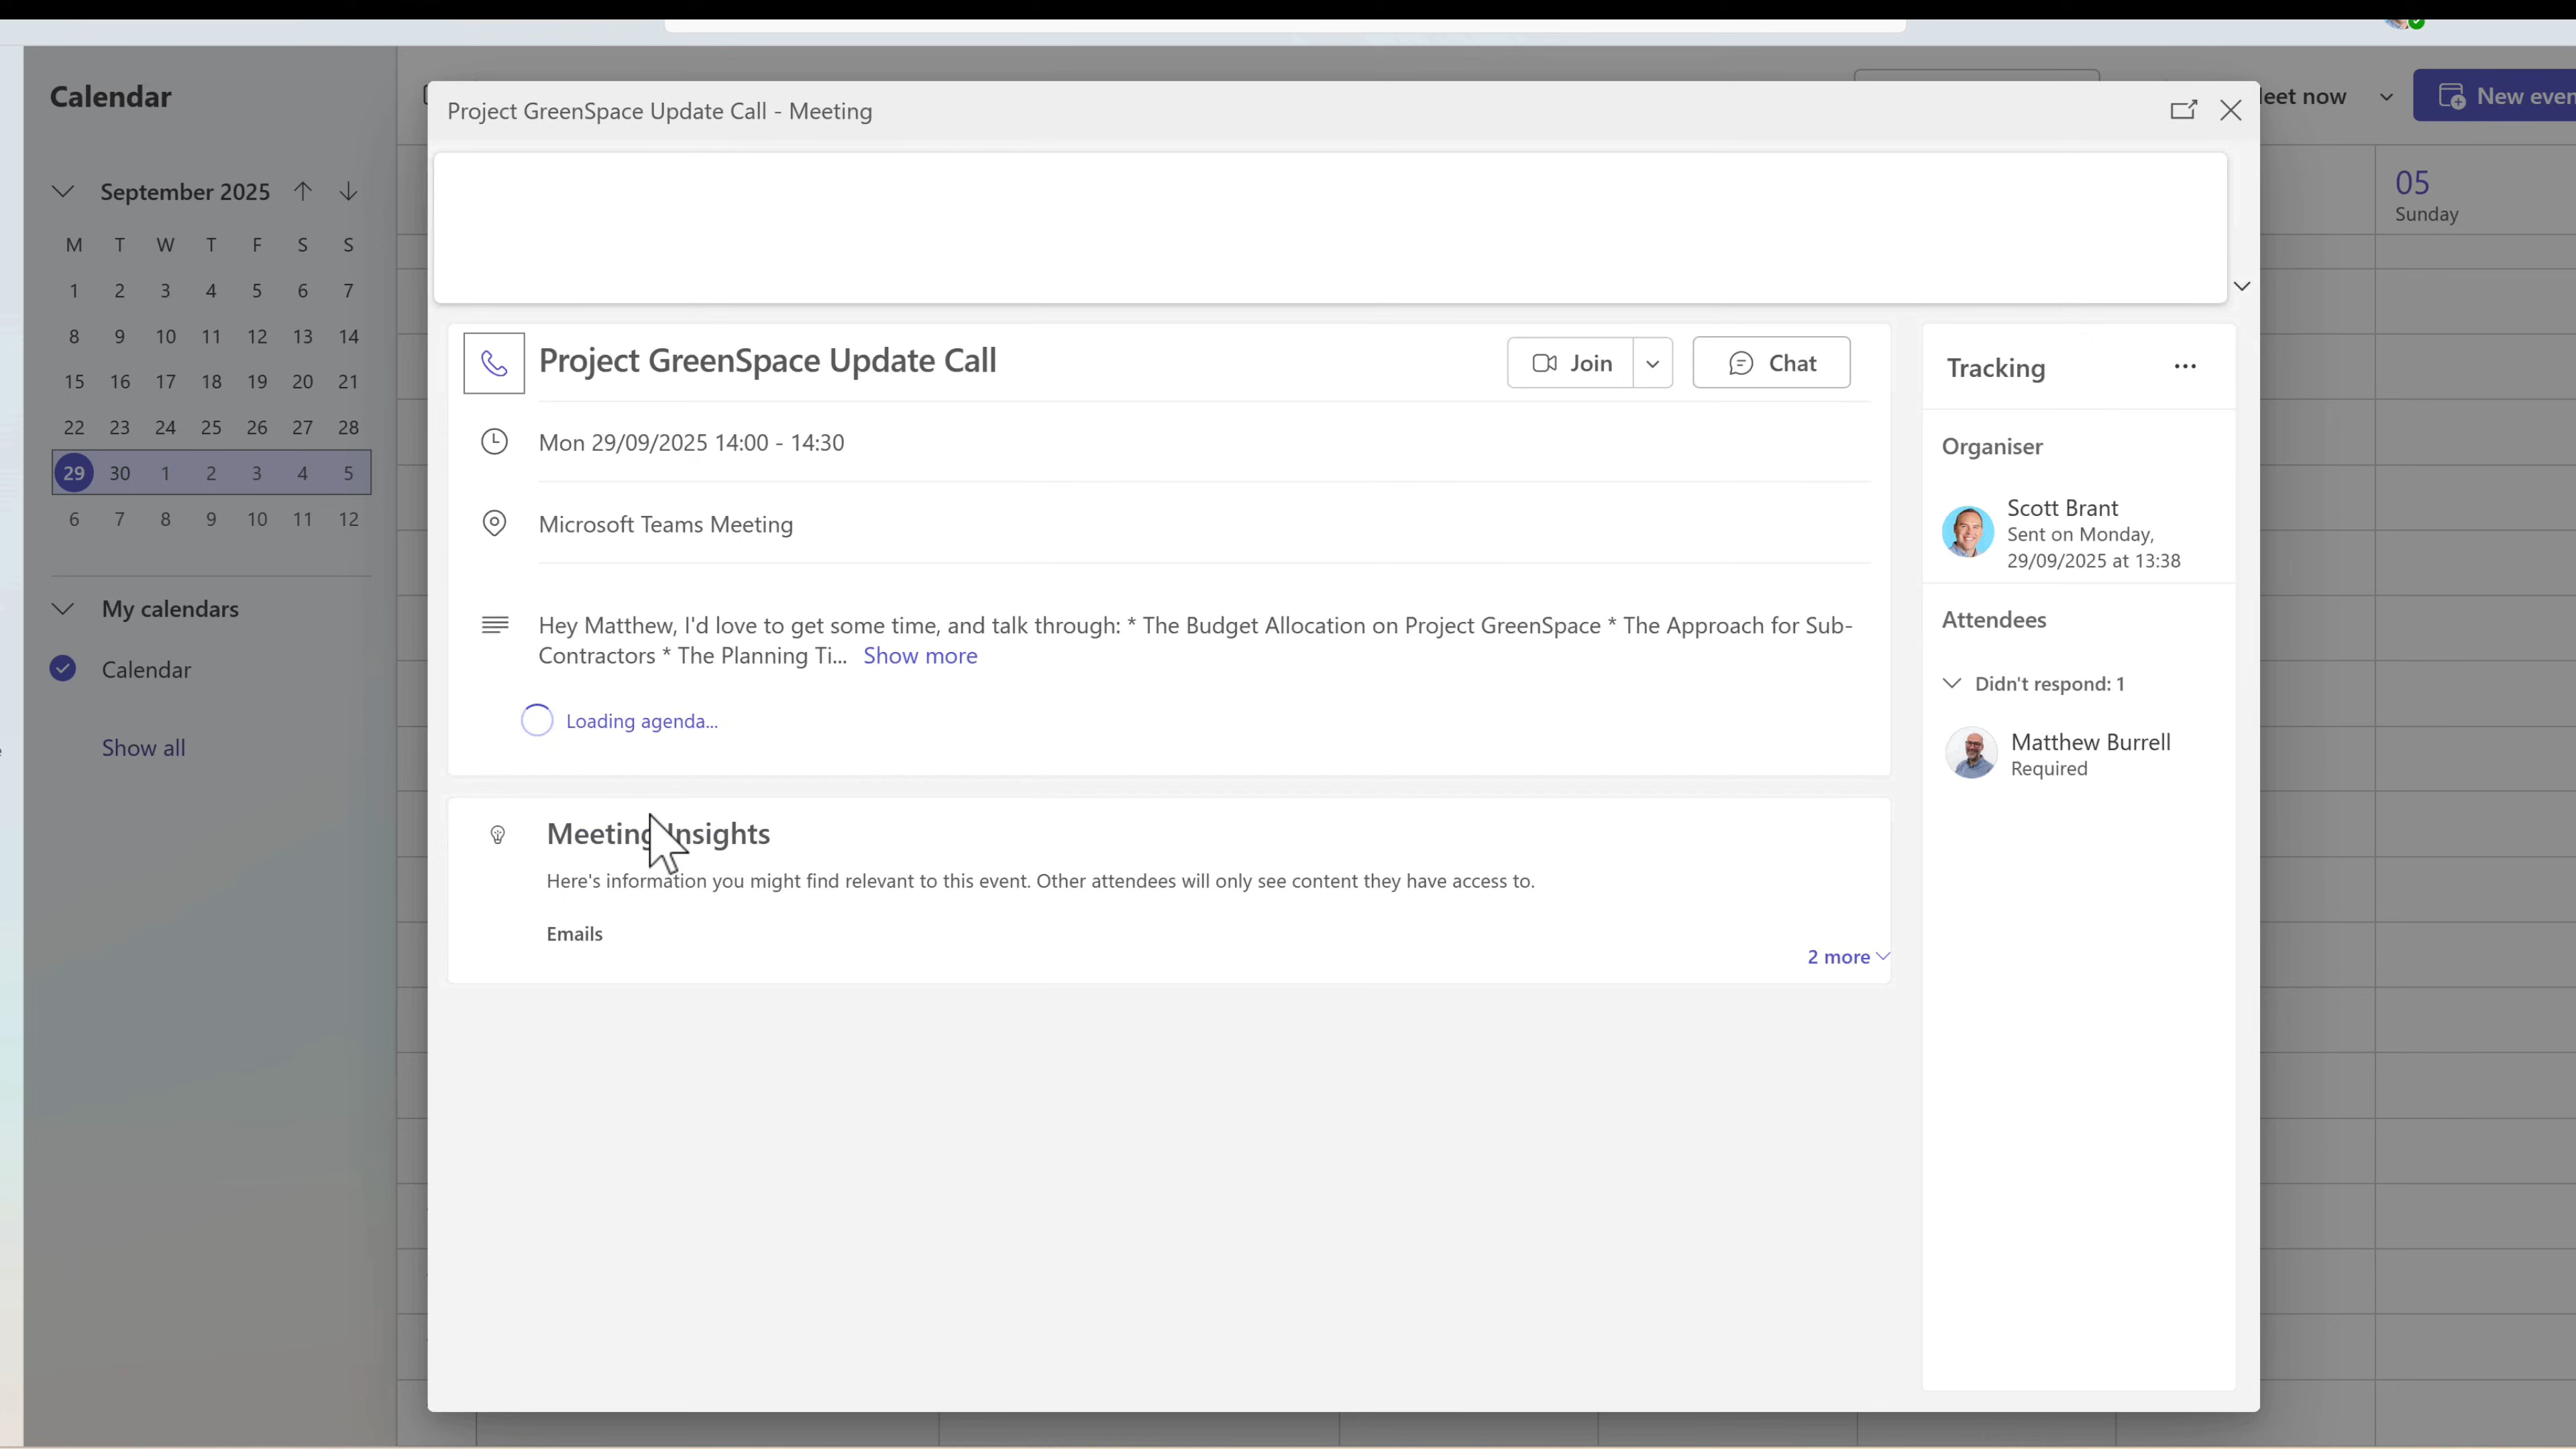 Calendar
September 2025
M T W T F S S
1 2 3 4 5 6 7
8 9 10 11 12 13 14
15 16 17 18 19 20 21
22 23 24 25 26 27 28
29 30 1 2 3 4 5
6 7 8 9 10 11 12
My calendars
Calendar
Show all
Project GreenSpace Update Call - Meeting
Project GreenSpace Update Call
Join
Chat
Mon 29/09/2025 14:00 - 14:30
Microsoft Teams Meeting
Hey Matthew, I'd love to get some time, and talk through: * The Budget Allocation on Project GreenSpace * The Approach for Sub-
Contractors * The Planning Ti... Show more
Loading agenda...
Meeting Insights
Here's information you might find relevant to this event. Other attendees will only see content they have access to.
Emails
2 more
Tracking
Organiser
Scott Brant
Sent on Monday,
29/09/2025 at 13:38
Attendees
Didn't respond: 1
Matthew Burrell
Required
now
New
05
Sunday